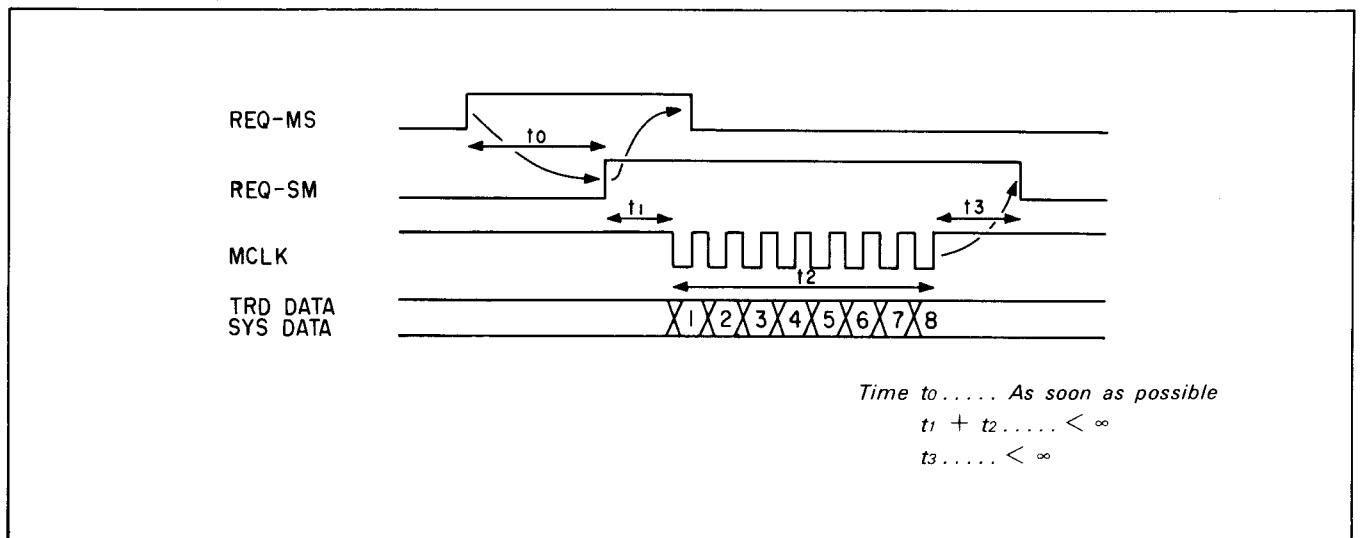 REQ-MS
t0
REQ-SM
t1
t3
MCLK
t2
TRD DATA
SYS DATA
1 2 3 4 5 6 7 8
Time t0 ..... As soon as possible
t1 + t2 ..... < ∞
t3 ..... < ∞